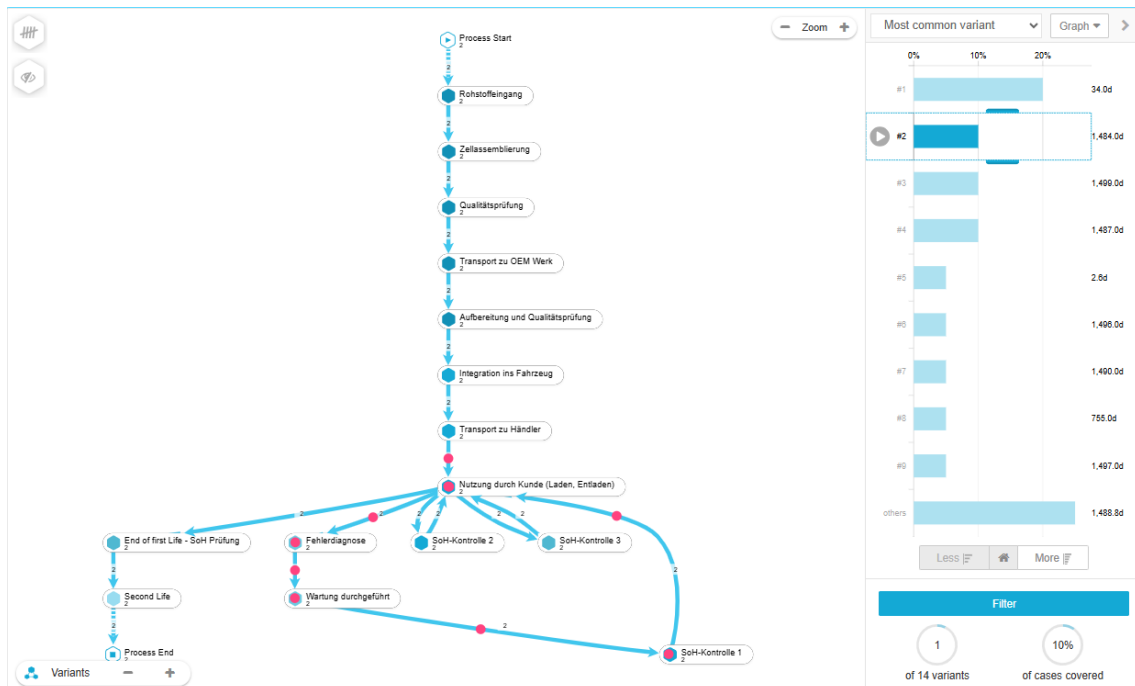 Process Start
2
2
Rohstoffeingang
2
2
Zellassemblierung
2
2
Qualitätsprüfung
2
2
Transport zu OEM Werk
2
2
Aufbereitung und Qualitätsprüfung
2
2
Integration ins Fahrzeug
2
2
Transport zu Händler
2
Nutzung durch Kunde (Laden, Entladen)
2
2 2 2 2 2 2
End of first Life - SoH Prüfung
2
Fehlerdiagnose
2
SoH-Kontrolle 2
2
SoH-Kontrolle 3
2
2
2
Second Life
2
Wartung durchgeführt
2
2
2
Process End
2
SoH-Kontrolle 1
2
Variants − +
− Zoom +
Most common variant
Graph
0% 10% 20%
#1 34.0d
#2 1,484.0d
#3 1,499.0d
#4 1,487.0d
#5 2.6d
#6 1,496.0d
#7 1,490.0d
#8 755.0d
#9 1,497.0d
others 1,488.8d
Less More
Filter
1 10%
of 14 variants of cases covered